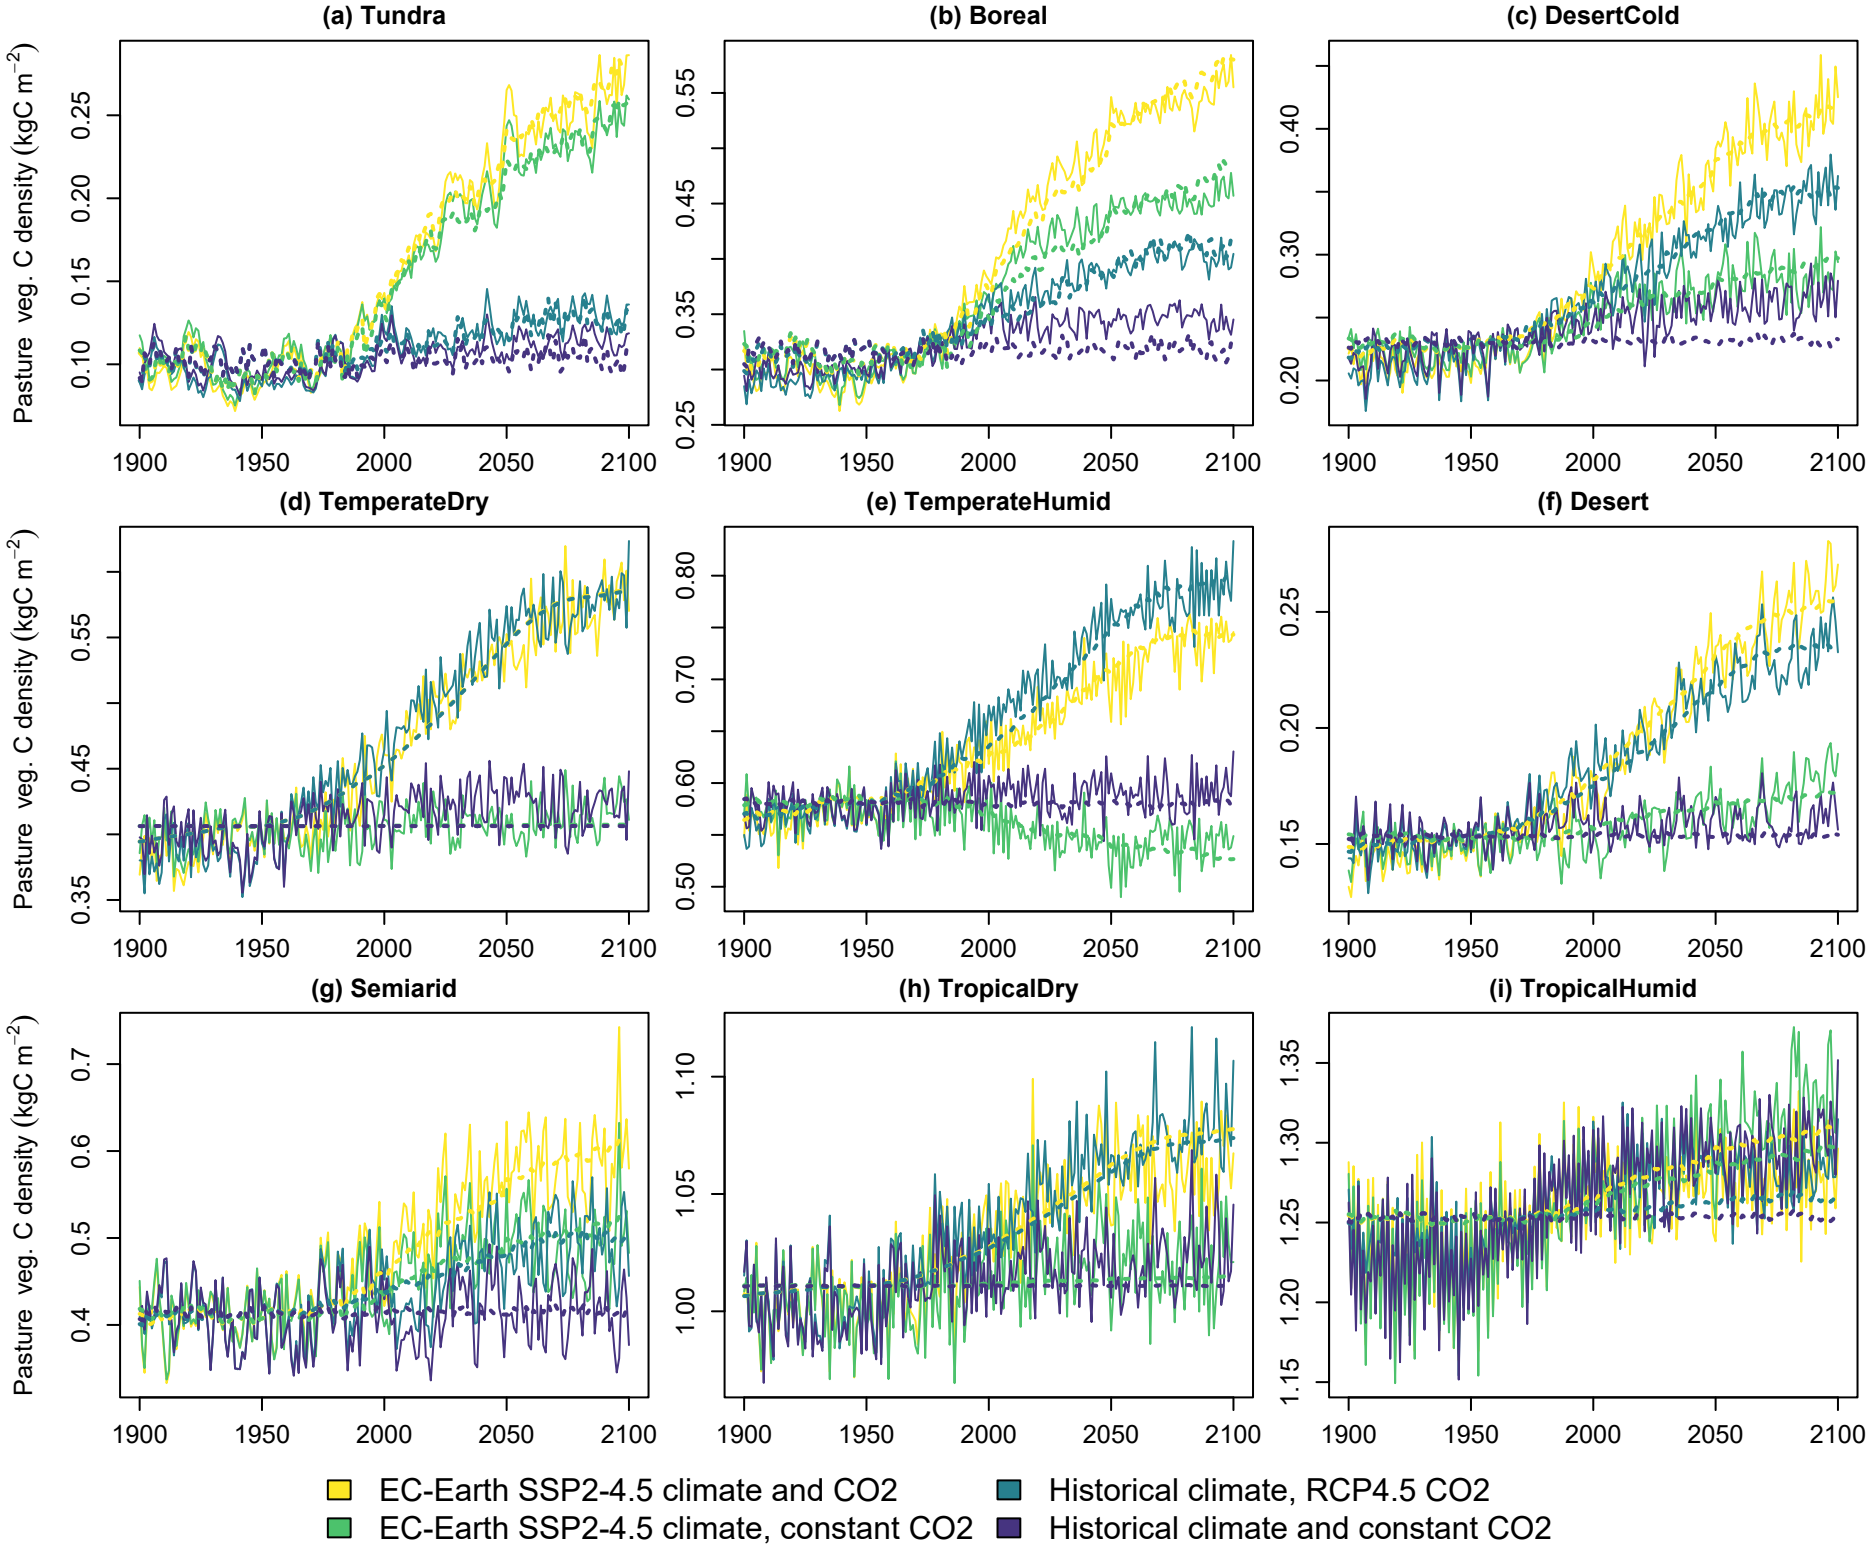 (a) Tundra
(b) Boreal
(c) DesertCold
Pasture veg. C density (kgC m−2)
0.10 0.15 0.20 0.25
0.25 0.35 0.45 0.55
0.20 0.30 0.40
1900 1950 2000 2050 2100
1900 1950 2000 2050 2100
1900 1950 2000 2050 2100
(d) TemperateDry
(e) TemperateHumid
(f) Desert
Pasture veg. C density (kgC m−2)
0.35 0.45 0.55
0.50 0.60 0.70 0.80
0.15 0.20 0.25
1900 1950 2000 2050 2100
1900 1950 2000 2050 2100
1900 1950 2000 2050 2100
(g) Semiarid
(h) TropicalDry
(i) TropicalHumid
Pasture veg. C density (kgC m−2)
0.4 0.5 0.6 0.7
1.00 1.05 1.10
1.15 1.20 1.25 1.30 1.35
1900 1950 2000 2050 2100
1900 1950 2000 2050 2100
1900 1950 2000 2050 2100
EC-Earth SSP2-4.5 climate and CO2
Historical climate, RCP4.5 CO2
EC-Earth SSP2-4.5 climate, constant CO2
Historical climate and constant CO2